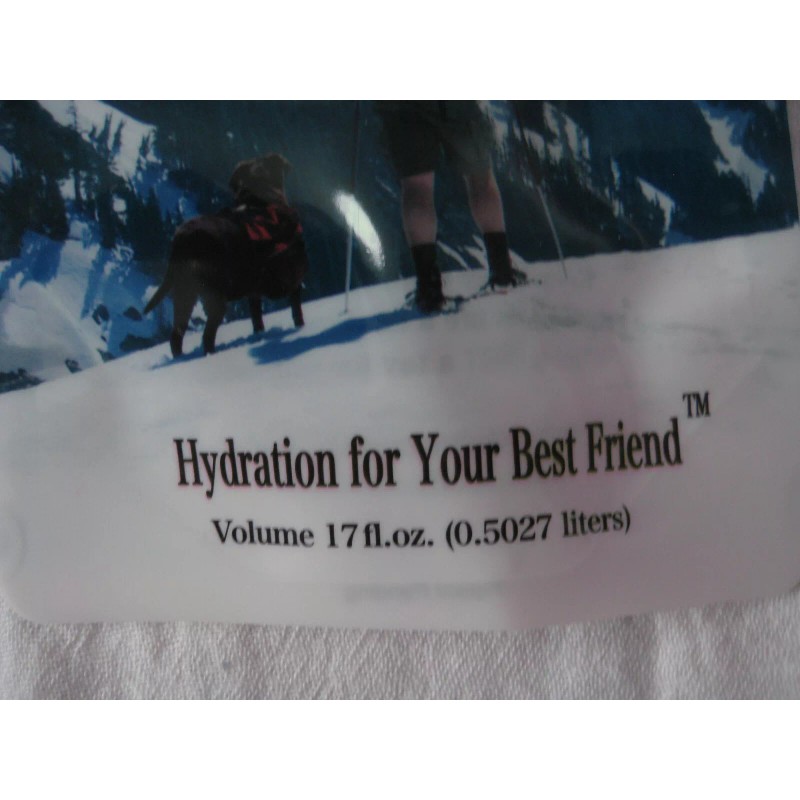 Hydration for Your Best Friend™
Volume 17 fl.oz. (0.5027 liters)